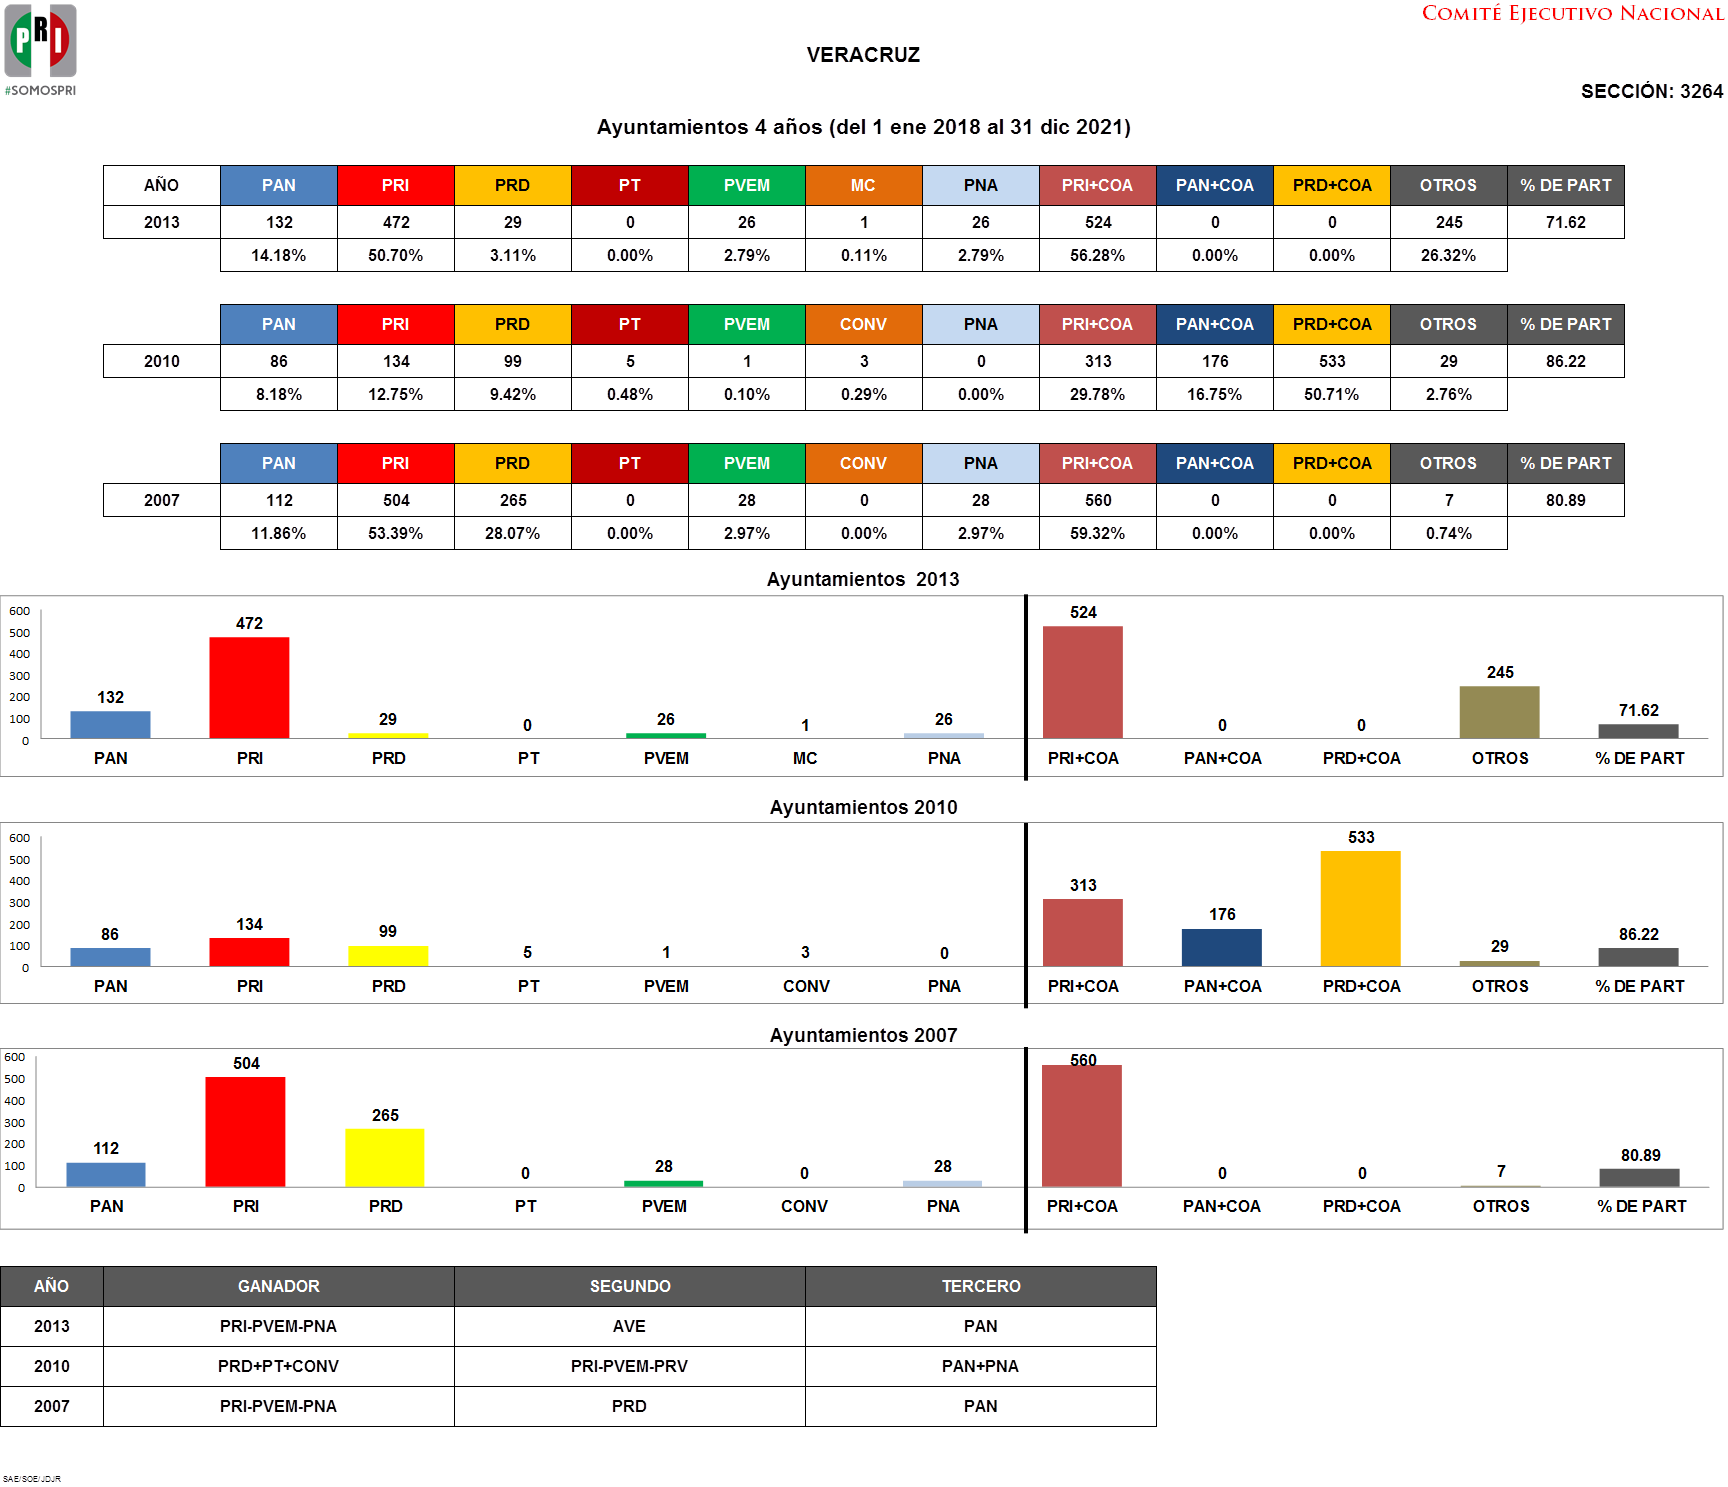 PRI
#SOMOSPRI
COMITÉ EJECUTIVO NACIONAL
VERACRUZ
SECCIÓN: 3264
Ayuntamientos 4 años (del 1 ene 2018 al 31 dic 2021)
AÑO PAN PRI PRD PT PVEM MC PNA PRI+COA PAN+COA PRD+COA OTROS % DE PART
2013 132 472 29 0 26 1 26 524 0 0 245 71.62
14.18% 50.70% 3.11% 0.00% 2.79% 0.11% 2.79% 56.28% 0.00% 0.00% 26.32%
PAN PRI PRD PT PVEM CONV PNA PRI+COA PAN+COA PRD+COA OTROS % DE PART
2010 86 134 99 5 1 3 0 313 176 533 29 86.22
8.18% 12.75% 9.42% 0.48% 0.10% 0.29% 0.00% 29.78% 16.75% 50.71% 2.76%
PAN PRI PRD PT PVEM CONV PNA PRI+COA PAN+COA PRD+COA OTROS % DE PART
2007 112 504 265 0 28 0 28 560 0 0 7 80.89
11.86% 53.39% 28.07% 0.00% 2.97% 0.00% 2.97% 59.32% 0.00% 0.00% 0.74%
Ayuntamientos 2013
600
500
400
300
200
100
0
132 472 29 0 26 1 26 524 0 0 245 71.62
PAN PRI PRD PT PVEM MC PNA PRI+COA PAN+COA PRD+COA OTROS % DE PART
Ayuntamientos 2010
600
500
400
300
200
100
0
86 134 99 5 1 3 0 313 176 533 29 86.22
PAN PRI PRD PT PVEM CONV PNA PRI+COA PAN+COA PRD+COA OTROS % DE PART
Ayuntamientos 2007
600
500
400
300
200
100
0
112 504 265 0 28 0 28 560 0 0 7 80.89
PAN PRI PRD PT PVEM CONV PNA PRI+COA PAN+COA PRD+COA OTROS % DE PART
AÑO GANADOR SEGUNDO TERCERO
2013 PRI-PVEM-PNA AVE PAN
2010 PRD+PT+CONV PRI-PVEM-PRV PAN+PNA
2007 PRI-PVEM-PNA PRD PAN
SAE/SOE/JDJR